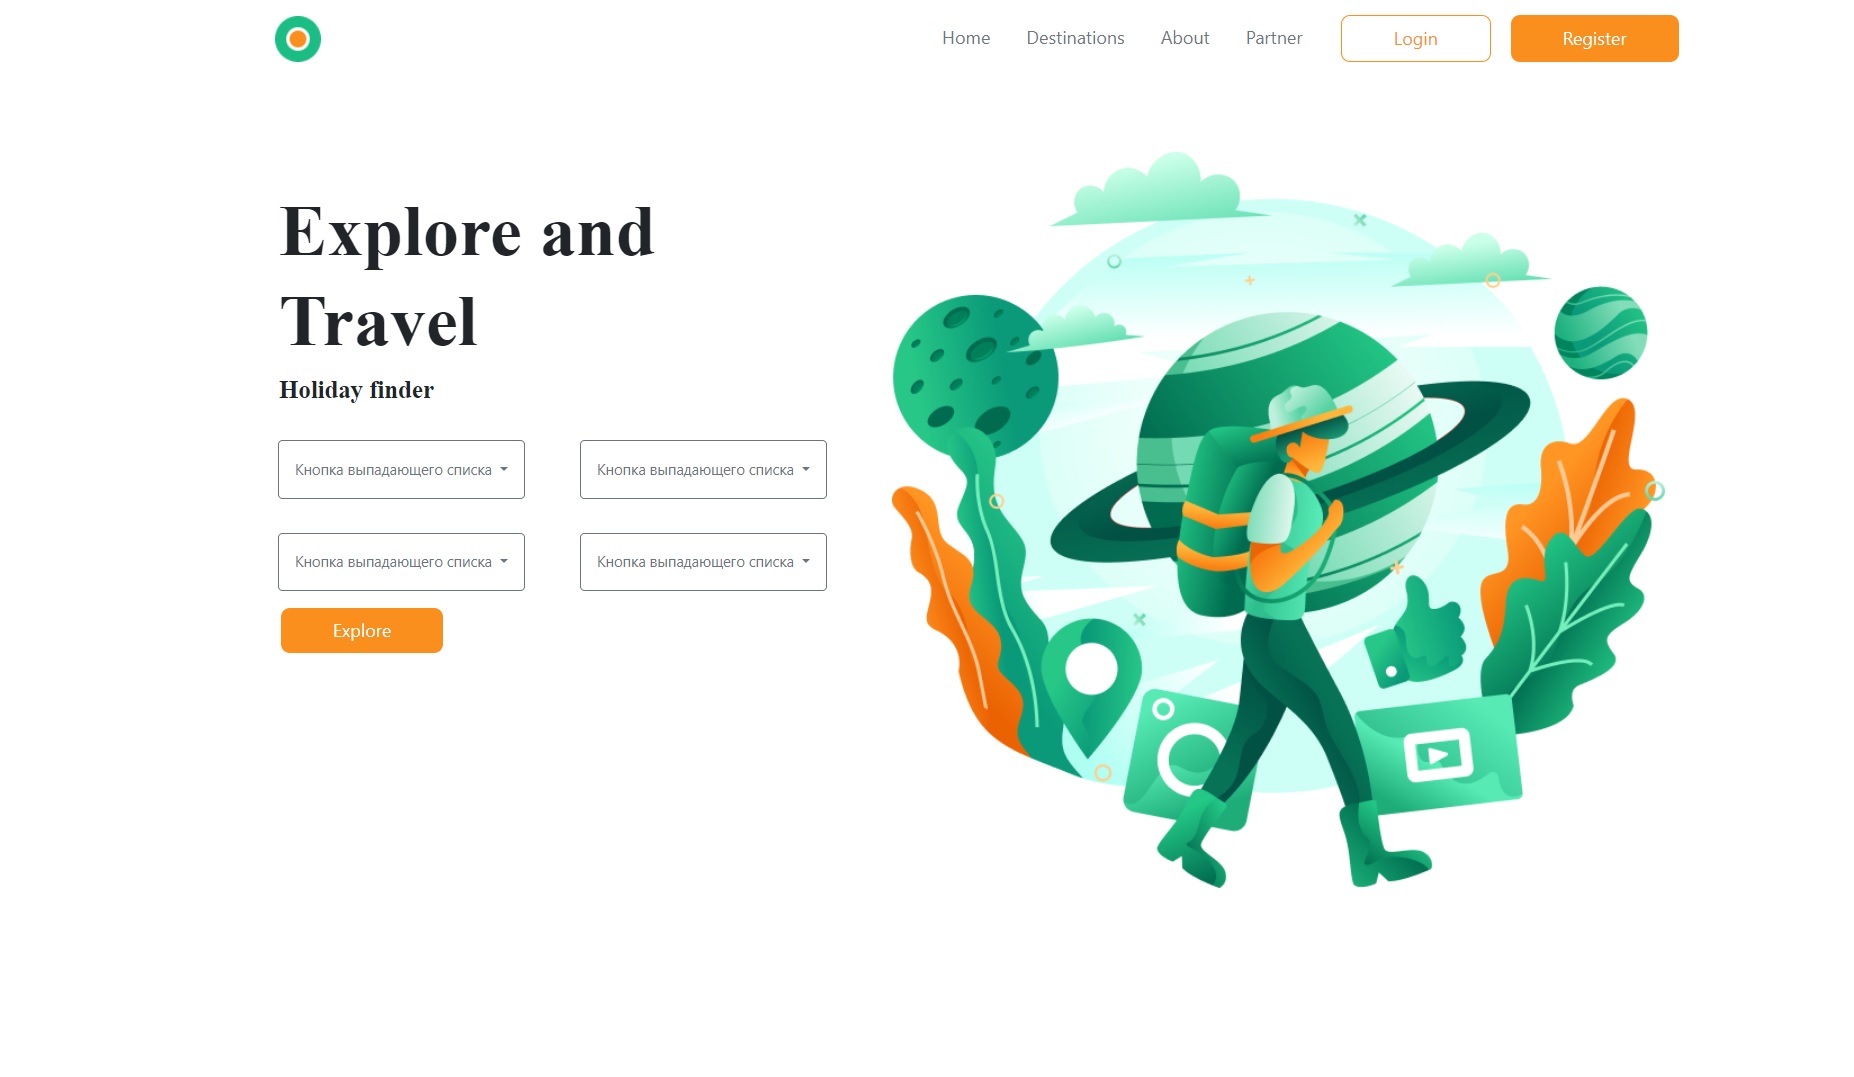 Home Destinations About Partner Login Register
Explore and
Travel
Holiday finder
Кнопка выпадающего списка Кнопка выпадающего списка
Кнопка выпадающего списка Кнопка выпадающего списка
Explore